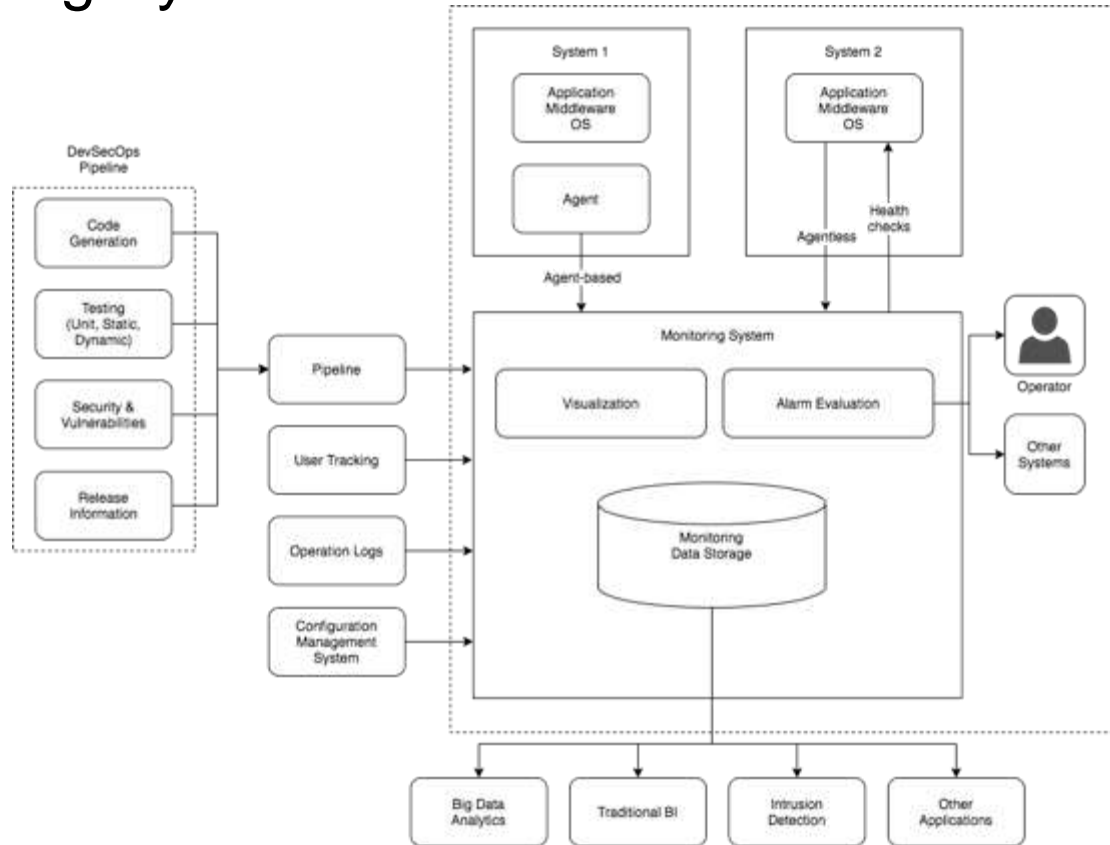 System 1
System 2
Application
Middleware
OS
Application
Middleware
OS
DevSecOps
Pipeline
Agent
Code
Generation
Health
checks
Agentless
Agent-based
Testing
(Unit, Static,
Dynamic)
Monitoring System
Pipeline
Operator
Visualization
Alarm Evaluation
Security &
Vulnerabilities
Other
Systems
User Tracking
Release
Information
Monitoring
Data Storage
Operation Logs
Configuration
Management
System
Big Data
Analytics
Traditional BI
Intrusion
Detection
Other
Applications